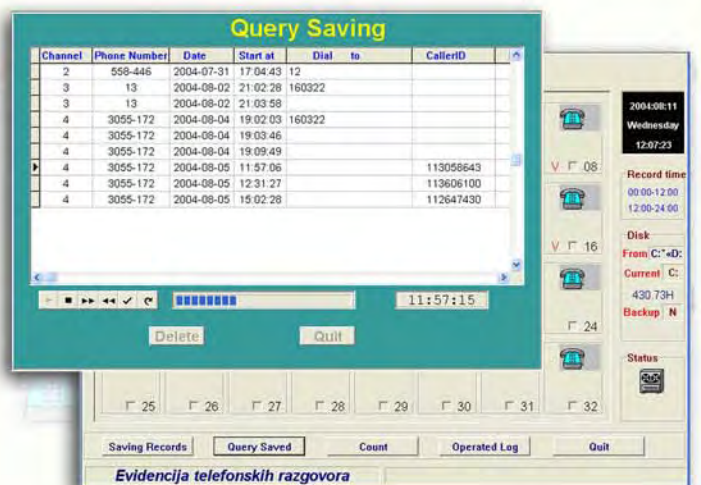 Query Saving
Channel Phone Number Date Start at Dial to CallerID
2 558-446 2004-07-31 17:04:43 12
3 13 2004-08-02 21:02:28 160322
3 13 2004-08-02 21:03:58
4 3055-172 2004-08-04 19:02:03 160322
4 3055-172 2004-08-04 19:03:46
4 3055-172 2004-08-04 19:09:49
4 3055-172 2004-08-05 11:57:06 113058643
4 3055-172 2004-08-05 12:31:27 113606100
4 3055-172 2004-08-05 15:02:28 112647430
11:57:15
Delete Quit
2004:08:11
Wednesday
12:07:23
V 08
Record time
00:00-12:00
12:00-24:00
V 16
Disk
From C:"«D:
Current C:
430.73H
Backup N
24
Status
25 26 27 28 29 30 31 32
Saving Records Query Saved Count Operated Log Quit
Evidencija telefonskih razgovora